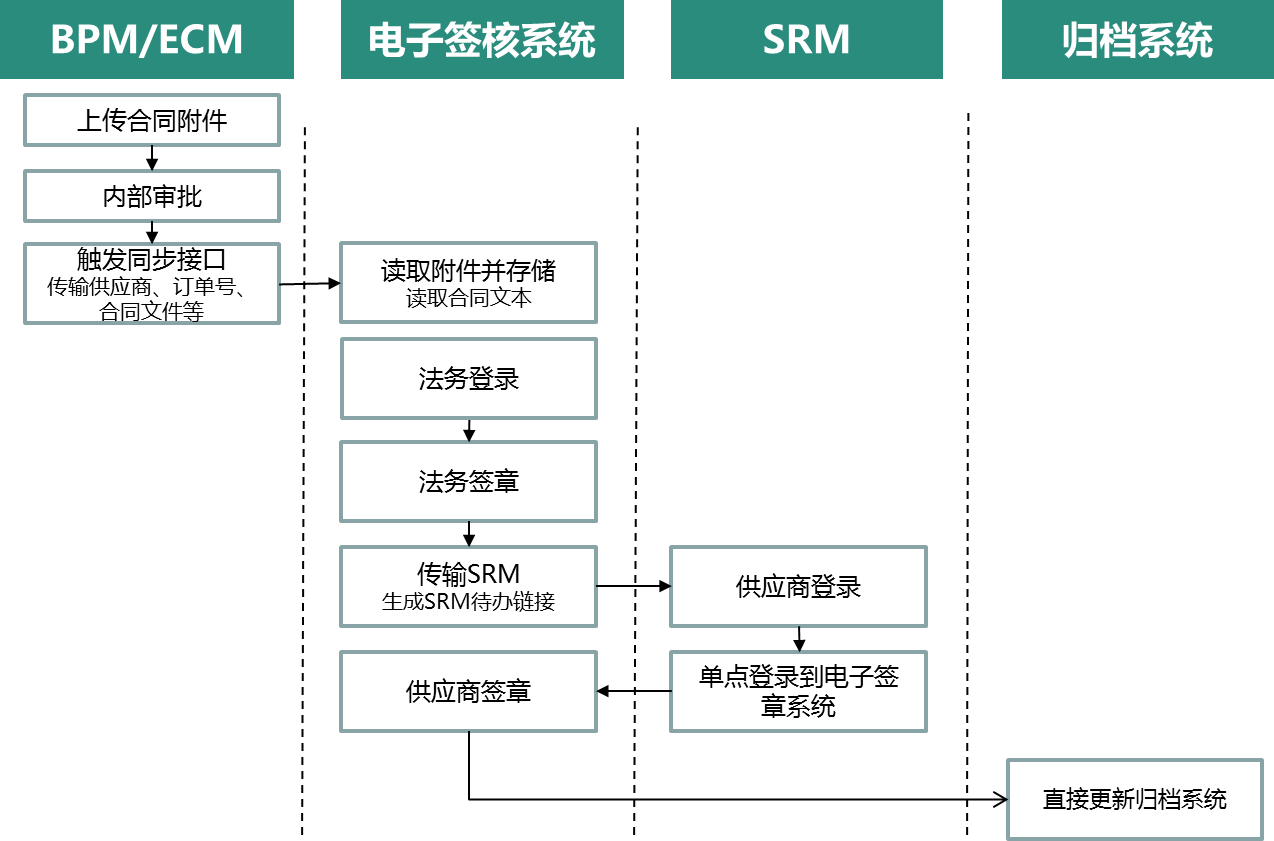 BPM/ECM
电子签核系统
SRM
归档系统
上传合同附件
内部审批
触发同步接口
传输供应商、订单号、
合同文件等
读取附件并存储
读取合同文本
法务登录
法务签章
传输SRM
生成SRM待办链接
供应商登录
供应商签章
单点登录到电子签
章系统
直接更新归档系统